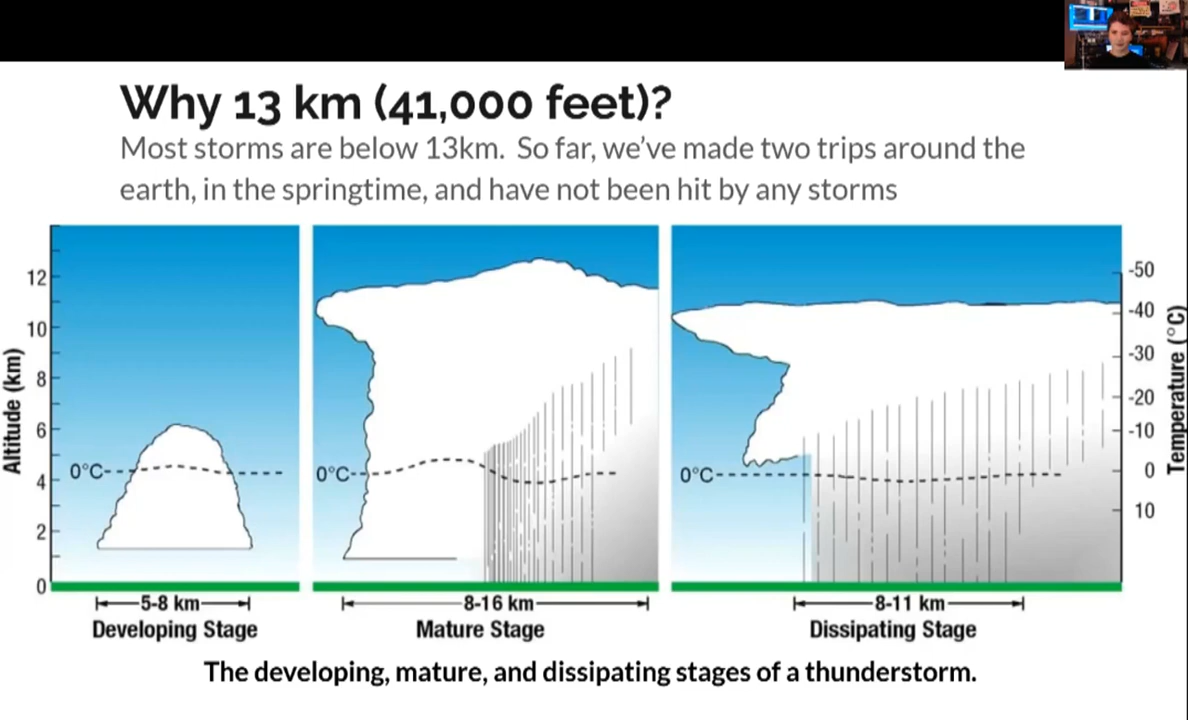 Why 13 km (41,000 feet)?
Most storms are below 13km. So far, we've made two trips around the
earth, in the springtime, and have not been hit by any storms
Altitude (km)
12
10
8
6
4
2
0
0°C
5-8 km
Developing Stage
0°C
8-16 km
Mature Stage
0°C
8-11 km
Dissipating Stage
-50
-40
-30
-20
-10
0
10
Temperature (°C)
The developing, mature, and dissipating stages of a thunderstorm.